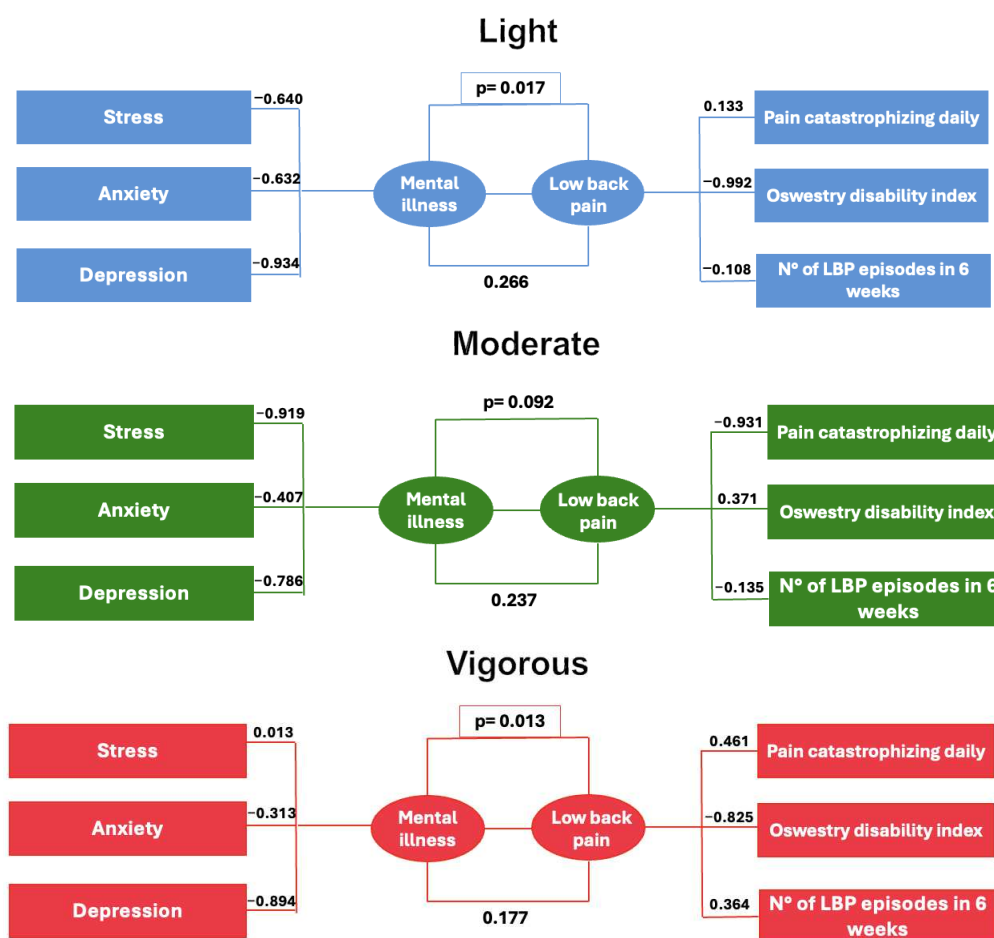 Light
p= 0.017
−0.640
Stress
0.133
Pain catastrophizing daily
−0.632
Anxiety
Mental
illness
Low back
pain
−0.992
Oswestry disability index
−0.934
Depression
0.266
−0.108
N° of LBP episodes in 6
weeks
Moderate
p= 0.092
−0.919
Stress
−0.931
Pain catastrophizing daily
−0.407
Anxiety
Mental
illness
Low back
pain
0.371
Oswestry disability index
−0.786
Depression
0.237
−0.135
N° of LBP episodes in 6
weeks
Vigorous
p= 0.013
0.013
Stress
0.461
Pain catastrophizing daily
−0.313
Anxiety
Mental
illness
Low back
pain
−0.825
Oswestry disability index
−0.894
Depression
0.177
0.364
N° of LBP episodes in 6
weeks